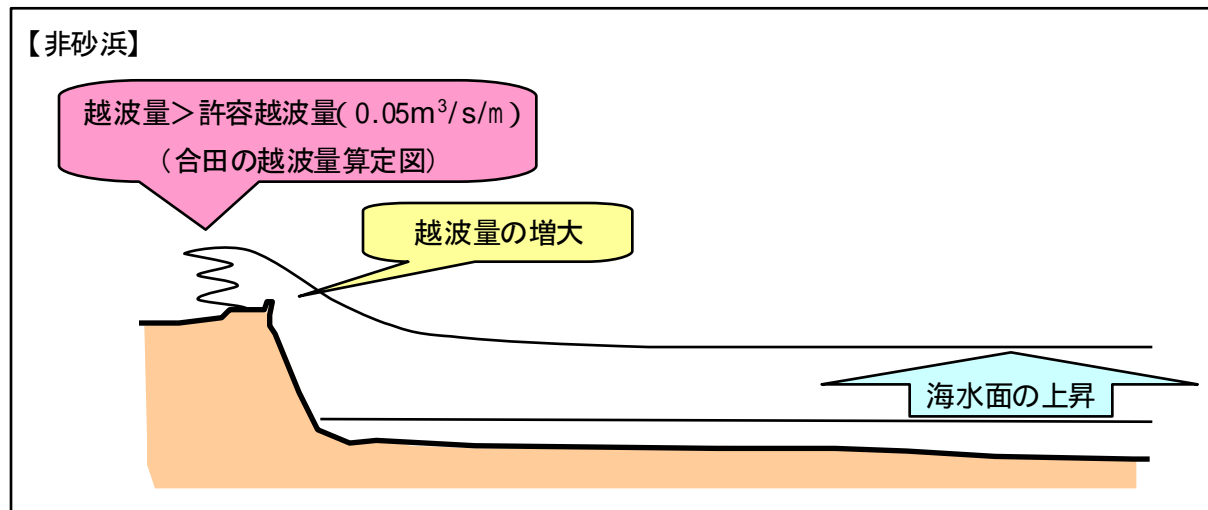 【非砂浜】
越波量＞許容越波量(0.05m³/s/m)
（合田の越波量算定図）
越波量の増大
海水面の上昇